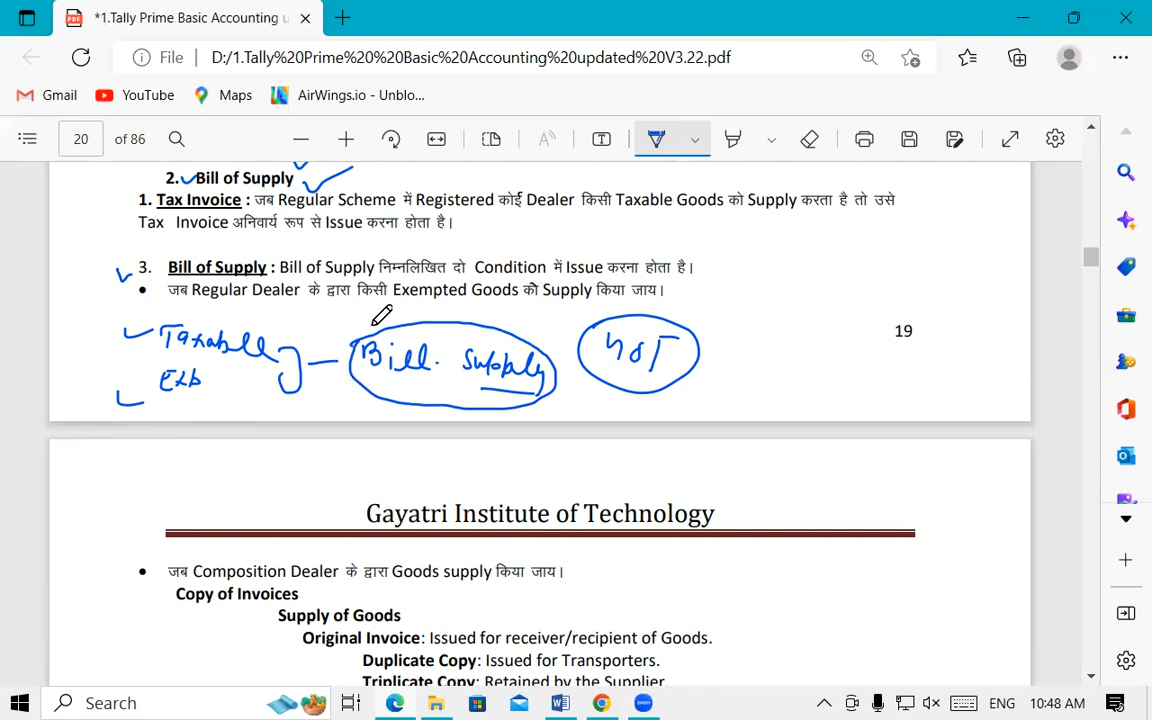 *1.Tally Prime Basic Accounting u
File D:/1.Tally%20Prime%20%20Basic%20Accounting%20updated%20V3.22.pdf
Gmail YouTube Maps AirWings.io - Unblo...
20 of 86
2. Bill of Supply
1. Tax Invoice : जब Regular Scheme में Registered कोई Dealer किसी Taxable Goods को Supply करता है तो उसे
Tax Invoice अनिवार्य रूप से Issue करना होता है।
3. Bill of Supply : Bill of Supply निम्नलिखित दो Condition में Issue करना होता है।
• जब Regular Dealer के द्वारा किसी Exempted Goods को Supply किया जाय।
19
Taxable
Bill. Supply
Gayatri Institute of Technology
• जब Composition Dealer के द्वारा Goods supply किया जाय।
Copy of Invoices
Supply of Goods
Original Invoice: Issued for receiver/recipient of Goods.
Duplicate Copy: Issued for Transporters.
Triplicate Copy: Retained by the Supplier.
Search ENG 10:48 AM